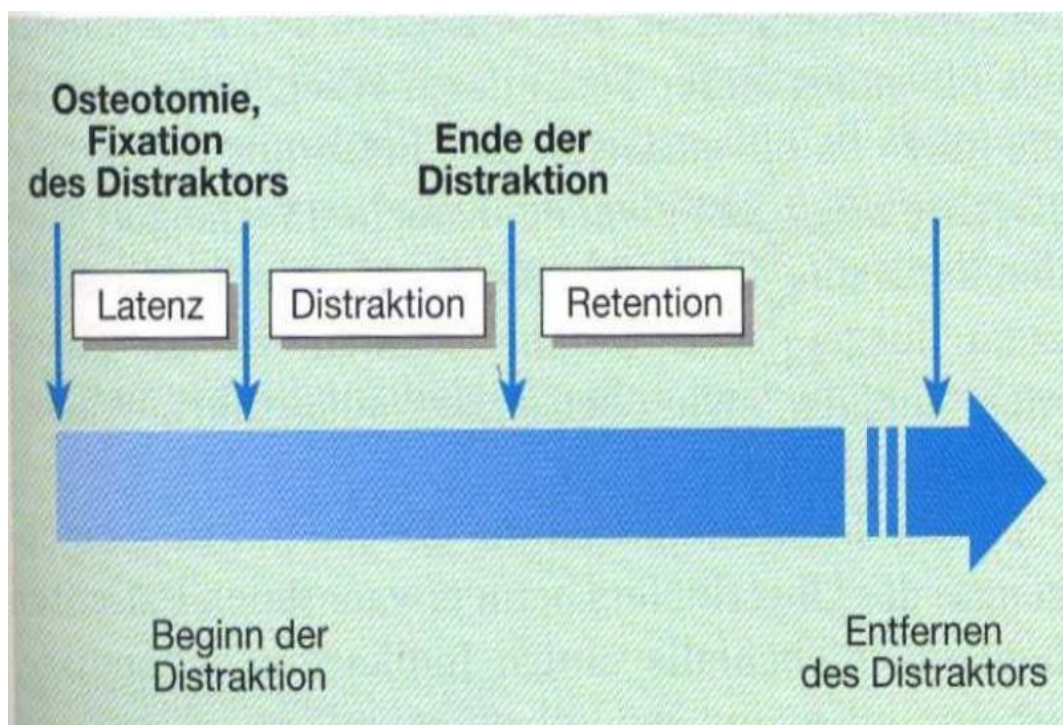 Osteotomie,
Fixation
des Distraktors
Ende der
Distraktion
Latenz
Distraktion
Retention
Beginn der
Distraktion
Entfernen
des Distraktors